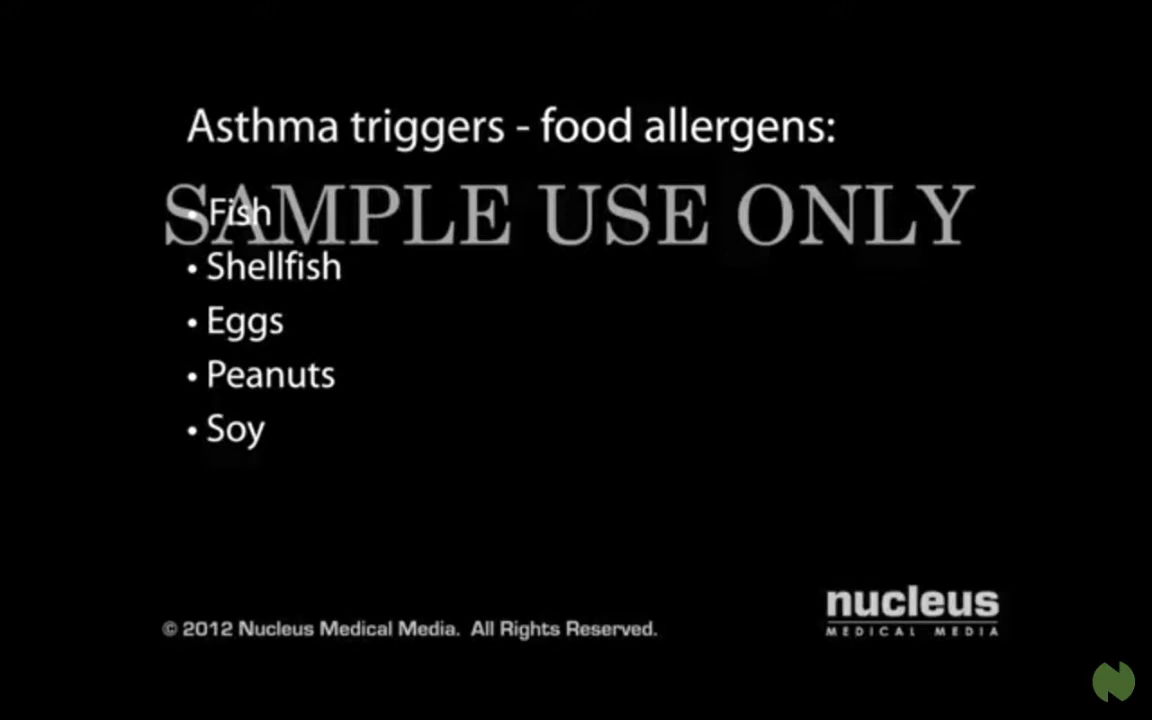 Asthma triggers - food allergens:
SAMPLE USE ONLY
• Fish
• Shellfish
• Eggs
• Peanuts
• Soy
nucleus
MEDICAL MEDIA
© 2012 Nucleus Medical Media. All Rights Reserved.